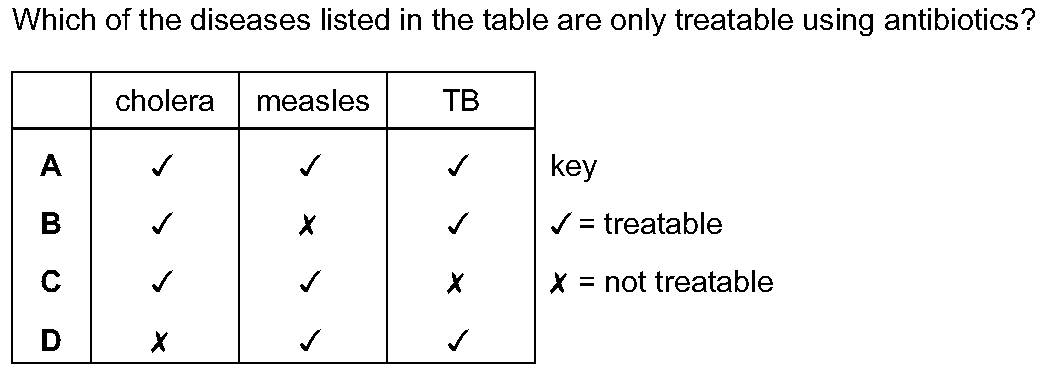 Which of the diseases listed in the table are only treatable using antibiotics?
cholera measles TB
A ✓ ✓ ✓ key
B ✓ ✗ ✓ ✓ = treatable
C ✓ ✓ ✗ ✗ = not treatable
D ✗ ✓ ✓